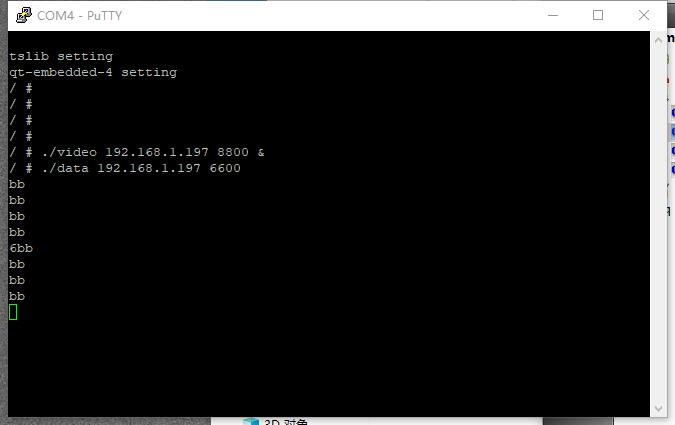 COM4 - PuTTY
tslib setting
qt-embedded-4 setting
/ #
/ #
/ #
/ #
/ # ./video 192.168.1.197 8800 &
/ # ./data 192.168.1.197 6600
bb
bb
bb
bb
6bb
bb
bb
bb
3D 对象